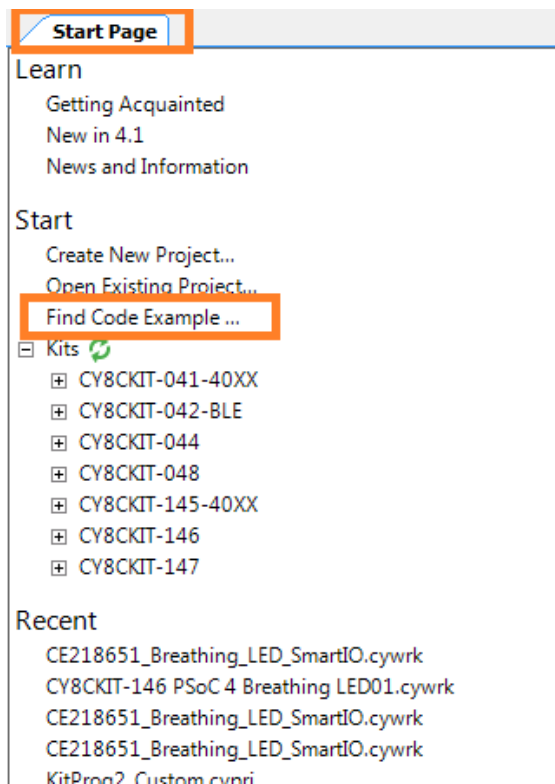 Start Page
Learn
Getting Acquainted
New in 4.1
News and Information
Start
Create New Project...
Open Existing Project...
Find Code Example ...
Kits
CY8CKIT-041-40XX
CY8CKIT-042-BLE
CY8CKIT-044
CY8CKIT-048
CY8CKIT-145-40XX
CY8CKIT-146
CY8CKIT-147
Recent
CE218651_Breathing_LED_SmartIO.cywrk
CY8CKIT-146 PSoC 4 Breathing LED01.cywrk
CE218651_Breathing_LED_SmartIO.cywrk
CE218651_Breathing_LED_SmartIO.cywrk
KitProg2_Custom.cyprj